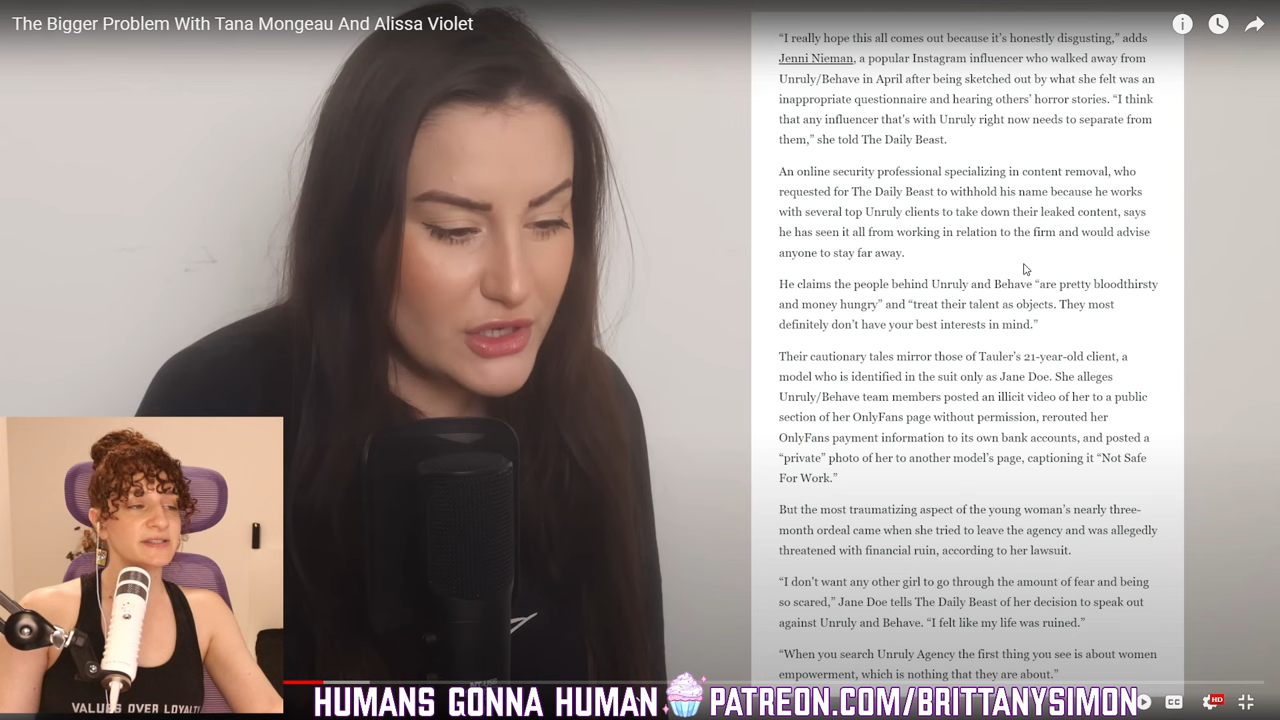 The Bigger Problem With Tana Mongeau And Alissa Violet
“I really hope this all comes out because it’s honestly disgusting,” adds
Jenni Nieman, a popular Instagram influencer who walked away from
Unruly/Behave in April after being sketched out by what she felt was an
inappropriate questionnaire and hearing others’ horror stories. “I think
that any influencer that’s with Unruly right now needs to separate from
them,” she told The Daily Beast.
An online security professional specializing in content removal, who
requested for The Daily Beast to withhold his name because he works
with several top Unruly clients to take down their leaked content, says
he has seen it all from working in relation to the firm and would advise
anyone to stay far away.
He claims the people behind Unruly and Behave “are pretty bloodthirsty
and money hungry” and “treat their talent as objects. They most
definitely don’t have your best interests in mind.”
Their cautionary tales mirror those of Tauler’s 21-year-old client, a
model who is identified in the suit only as Jane Doe. She alleges
Unruly/Behave team members posted an illicit video of her to a public
section of her OnlyFans page without permission, rerouted her
OnlyFans payment information to its own bank accounts, and posted a
“private” photo of her to another model’s page, captioning it “Not Safe
For Work.”
But the most traumatizing aspect of the young woman’s nearly three-
month ordeal came when she tried to leave the agency and was allegedly
threatened with financial ruin, according to her lawsuit.
“I don’t want any other girl to go through the amount of fear and being
so scared,” Jane Doe tells The Daily Beast of her decision to speak out
against Unruly and Behave. “I felt like my life was ruined.”
“When you search Unruly Agency the first thing you see is about women
empowerment, which is nothing that they are about.”
VALUES OVER LOYALT
HUMANS GONNA HUMAN PATREON.COM/BRITTANYSIMON
CC
HD